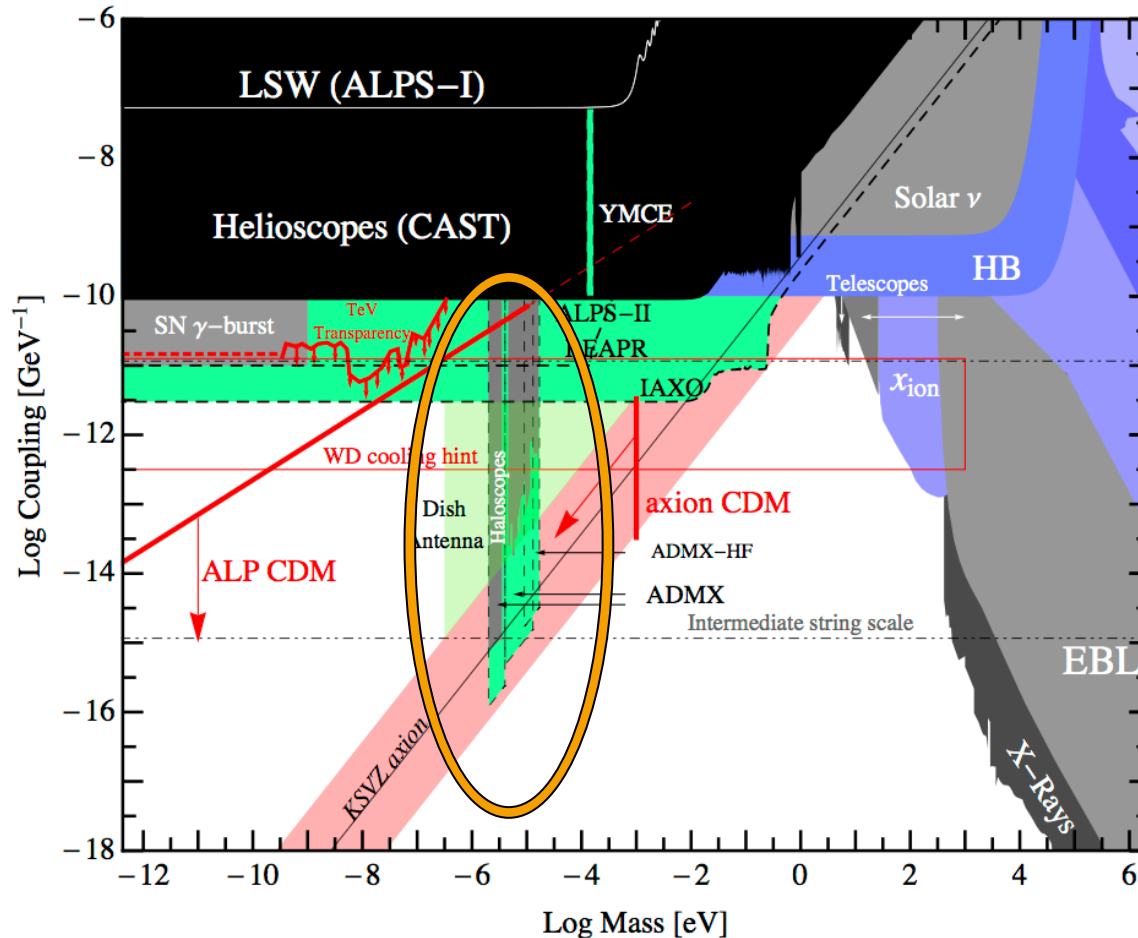 −6
−8
−10
−12
−14
−16
−18
Log Coupling [GeV⁻¹]
LSW (ALPS−I)
Helioscopes (CAST)
YMCE
Solar ν
HB
Telescopes
SN γ−burst
TeV
Transparency
ALPS−II
REAPR
IAXO
χion
WD cooling hint
Dish
Antenna
Haloscopes
axion CDM
ADMX−HF
ADMX
ALP CDM
Intermediate string scale
EBL
X−Rays
KSVZ axion
−12
−10
−8
−6
−4
−2
0
2
4
6
Log Mass [eV]